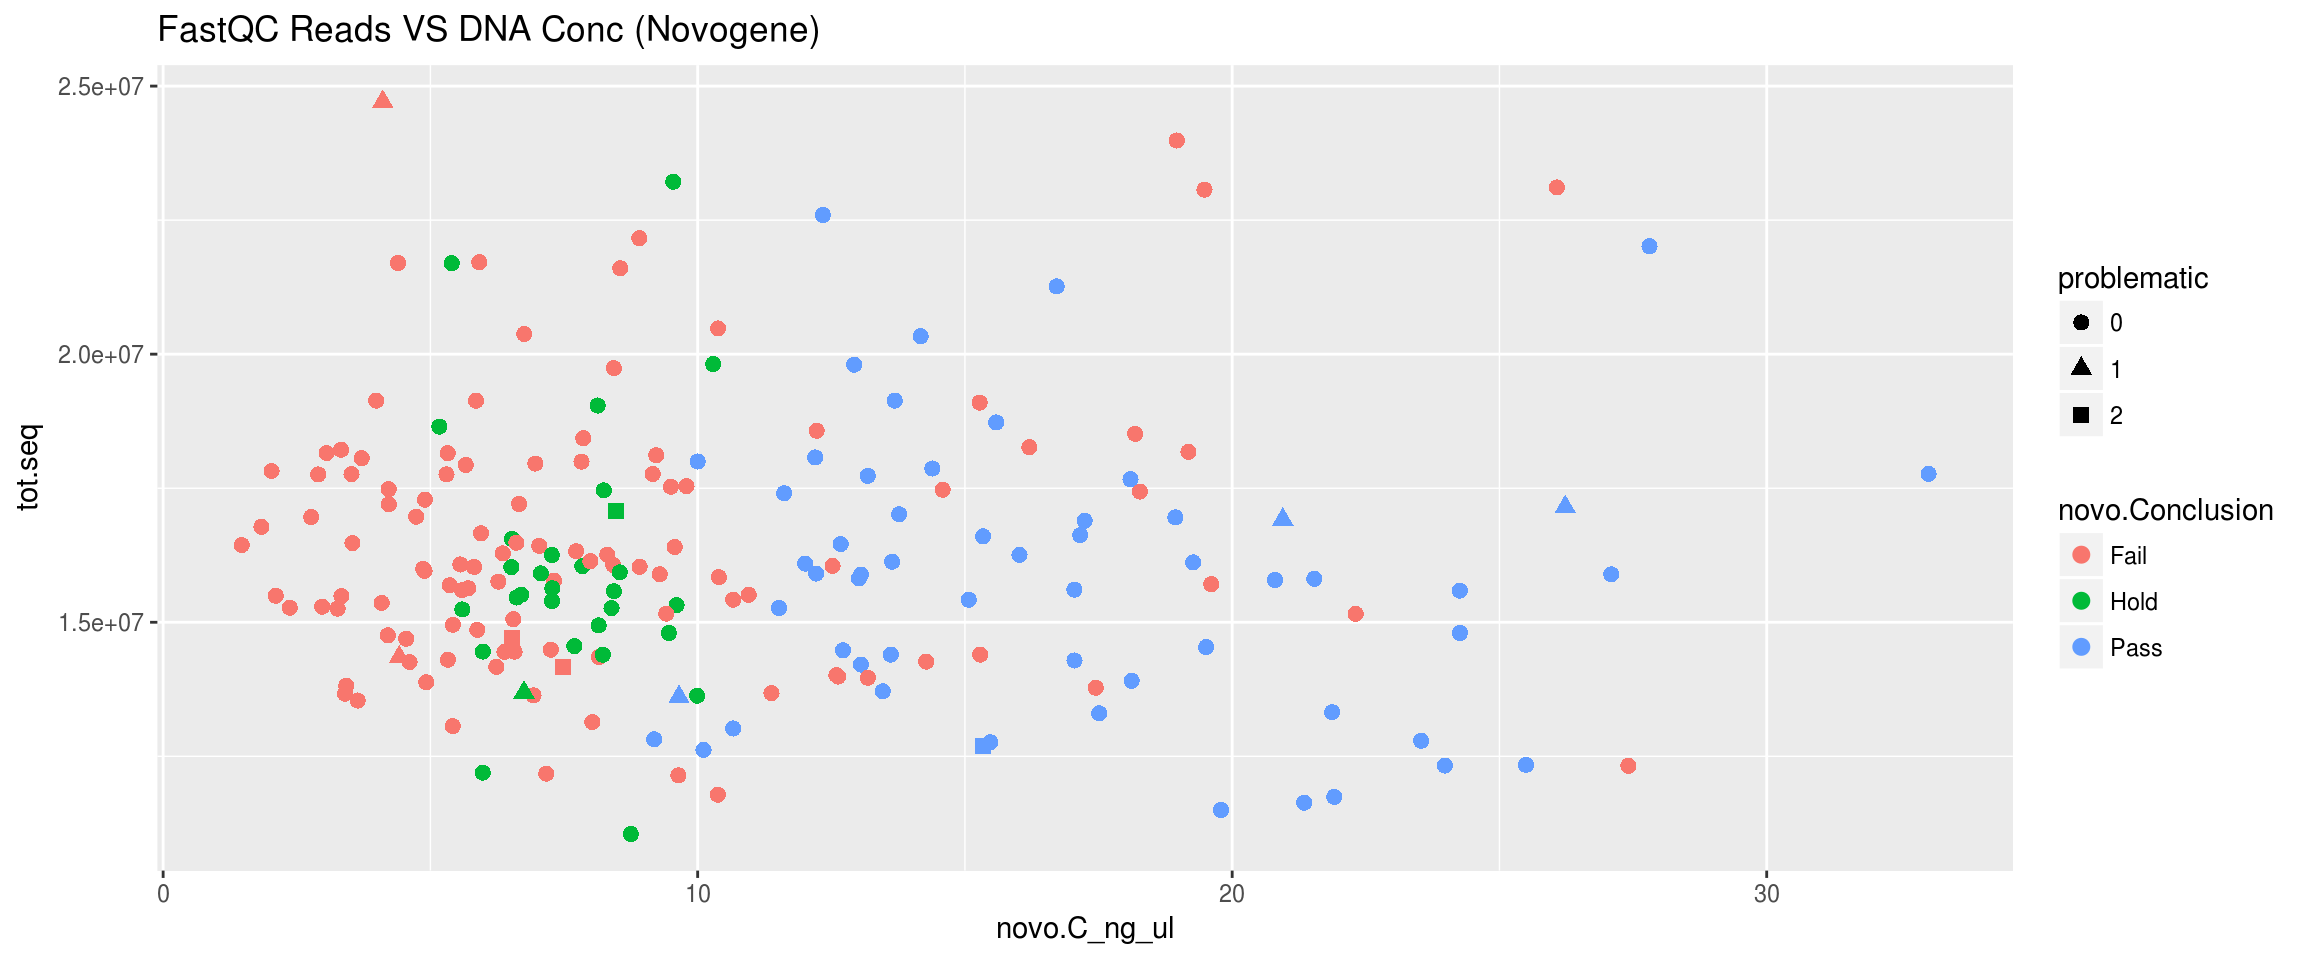 FastQC Reads VS DNA Conc (Novogene)
2.5e+07
2.0e+07
1.5e+07
tot.seq
0 10 20 30
novo.C_ng_ul
problematic
0
1
2
novo.Conclusion
Fail
Hold
Pass